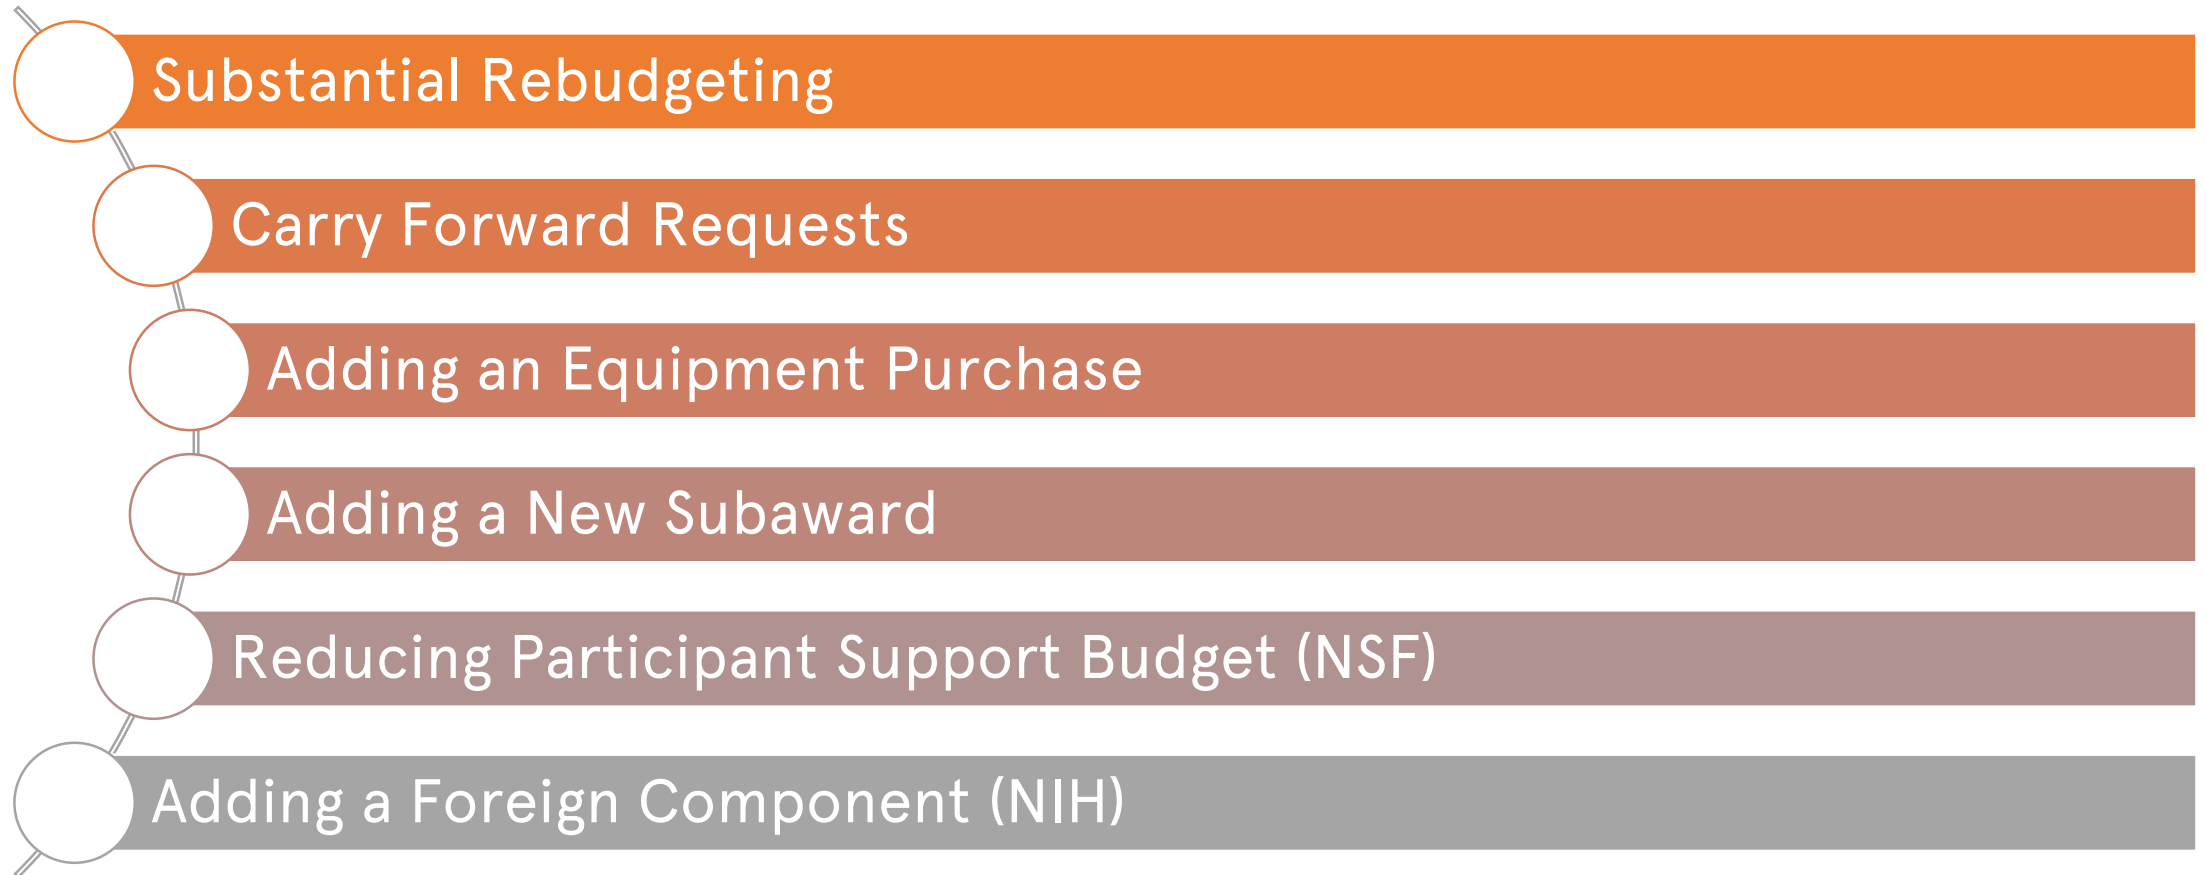 Substantial Rebudgeting
Carry Forward Requests
Adding an Equipment Purchase
Adding a New Subaward
Reducing Participant Support Budget (NSF)
Adding a Foreign Component (NIH)